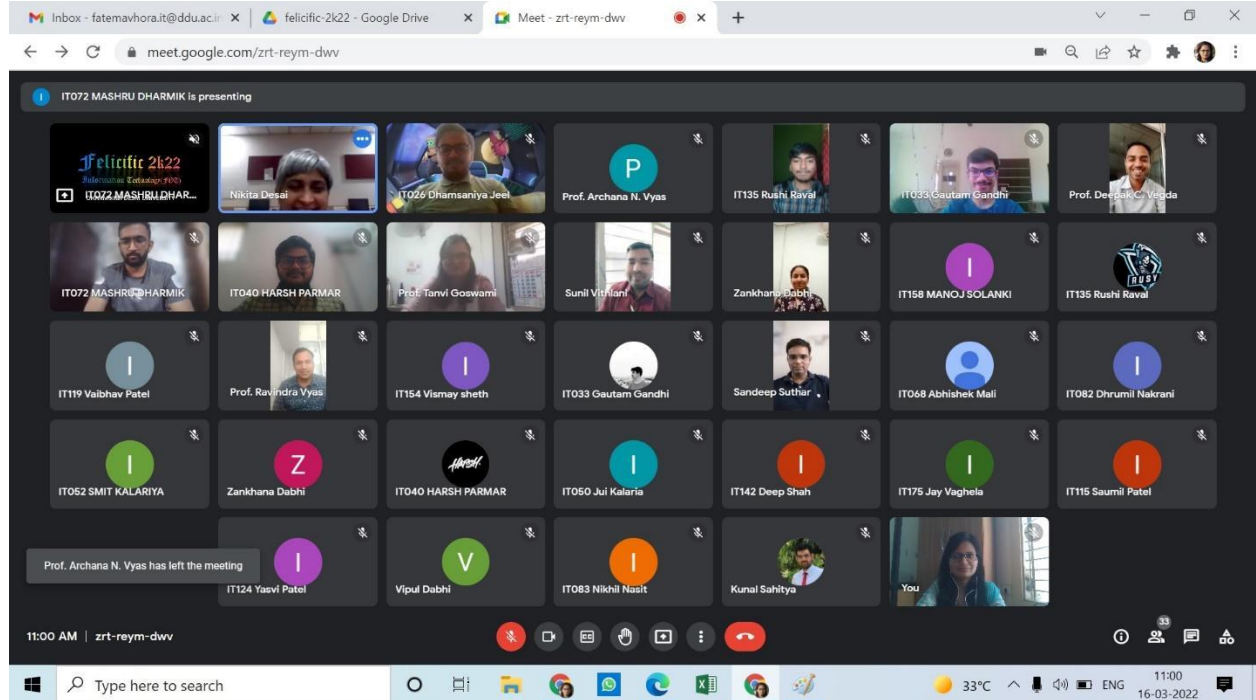 Inbox - fatemavhora.it@ddu.ac.in
felicific-2k22 - Google Drive
Meet - zrt-reym-dwv
meet.google.com/zrt-reym-dwv
IT072 MASHRU DHARMIK is presenting
Felicific 2k22
IT072 MASHRU DHAR...
Nikita Desai
IT026 Dhamsaniya Jeel
P
Prof. Archana N. Vyas
IT135 Rushi Raval
IT033 Gautam Gandhi
Prof. Deepak C. Vegda
IT072 MASHRU DHARMIK
IT040 HARSH PARMAR
Prof. Tanvi Goswami
Sunil Vithlani
Zankhana Dabhi
I
IT158 MANOJ SOLANKI
RUSY
IT135 Rushi Raval
I
IT119 Vaibhav Patel
Prof. Ravindra Vyas
I
IT154 Vismay sheth
IT033 Gautam Gandhi
Sandeep Suthar
IT068 Abhishek Mali
I
IT082 Dhrumil Nakrani
I
IT052 SMIT KALARIYA
Z
Zankhana Dabhi
HARSH
IT040 HARSH PARMAR
I
IT050 Jui Kalaria
I
IT142 Deep Shah
I
IT175 Jay Vaghela
I
IT115 Saumil Patel
Prof. Archana N. Vyas has left the meeting
I
IT124 Yasvi Patel
V
Vipul Dabhi
I
IT083 Nikhil Nasit
Kunal Sahitya
You
11:00 AM | zrt-reym-dwv
33
Type here to search
33°C
ENG
11:00
16-03-2022